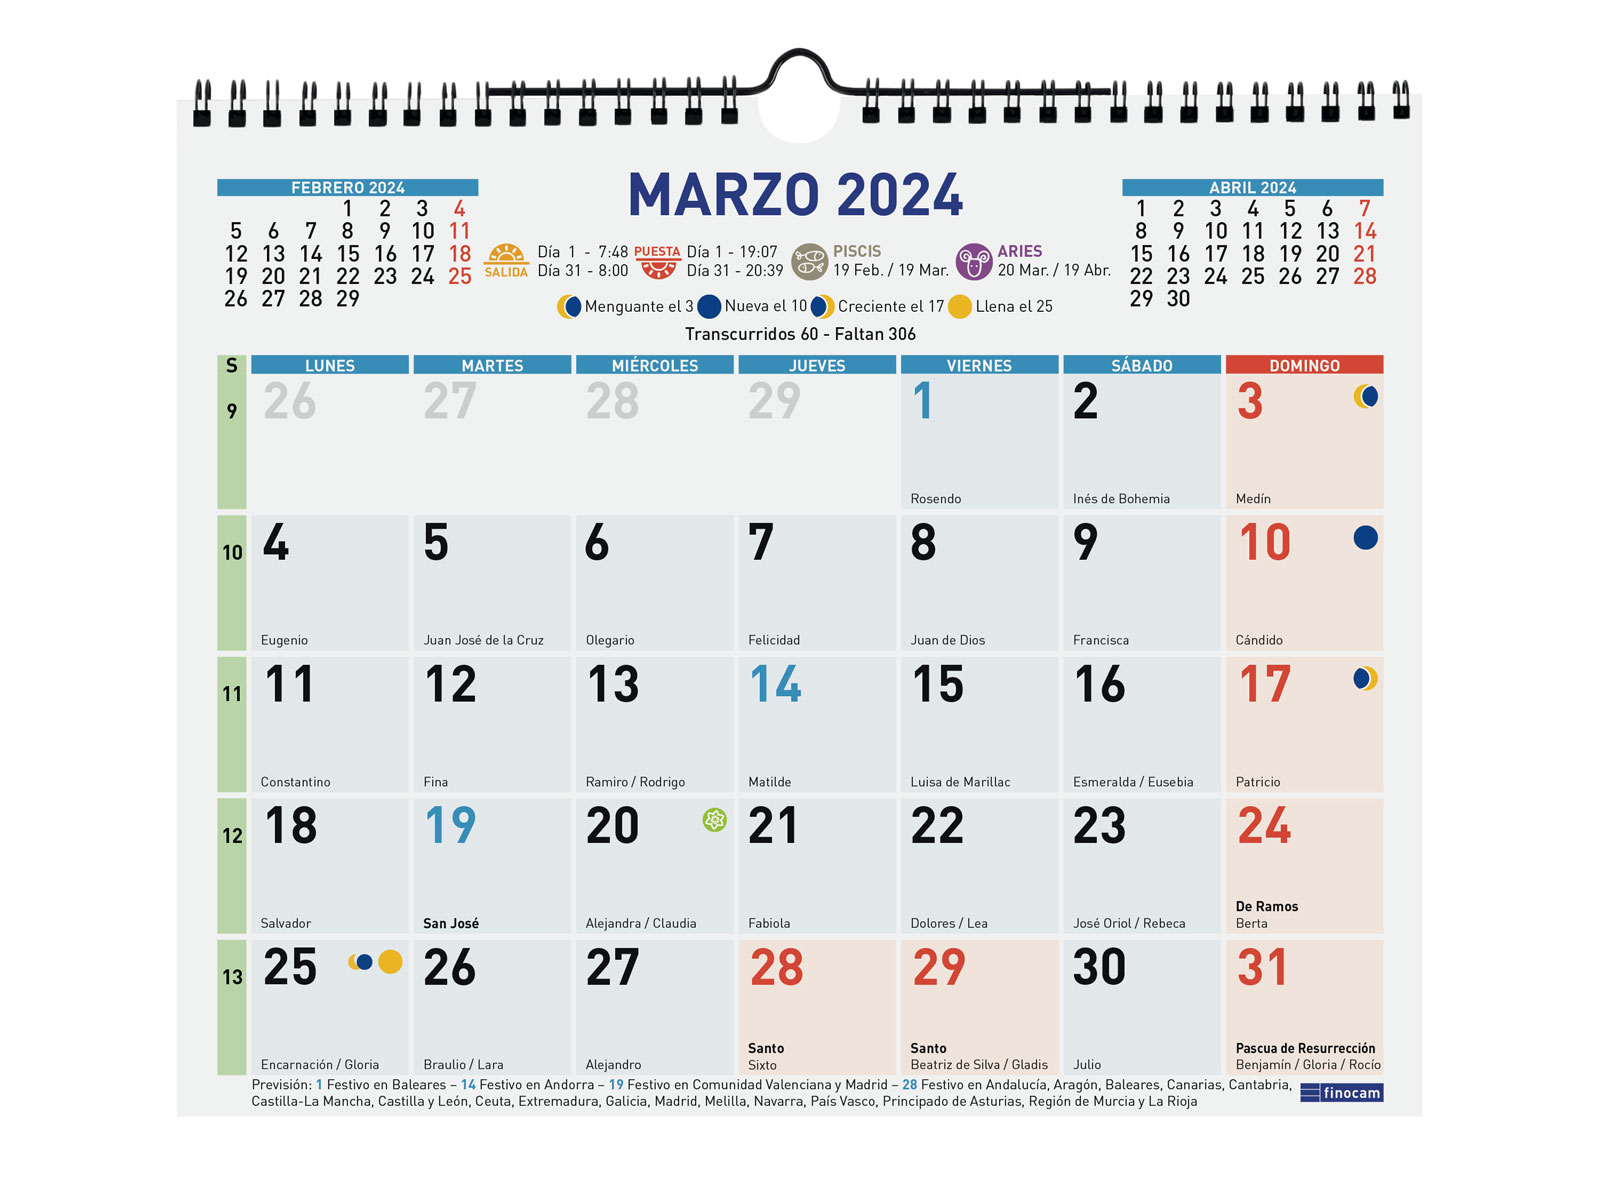 MARZO 2024
FEBRERO 2024
1 2 3 4
5 6 7 8 9 10 11
12 13 14 15 16 17 18
19 20 21 22 23 24 25
26 27 28 29
SALIDA
Día 1 - 7:48
Día 31 - 8:00
PUESTA
Día 1 - 19:07
Día 31 - 20:39
PISCIS
19 Feb. / 19 Mar.
ARIES
20 Mar. / 19 Abr.
Menguante el 3 Nueva el 10 Creciente el 17 Llena el 25
Transcurridos 60 - Faltan 306
ABRIL 2024
1 2 3 4 5 6 7
8 9 10 11 12 13 14
15 16 17 18 19 20 21
22 23 24 25 26 27 28
29 30
S LUNES MARTES MIÉRCOLES JUEVES VIERNES SÁBADO DOMINGO
9 26 27 28 29 1 2 3
Rosendo Inés de Bohemia Medín
10 4 5 6 7 8 9 10
Eugenio Juan José de la Cruz Olegario Felicidad Juan de Dios Francisca Cándido
11 11 12 13 14 15 16 17
Constantino Fina Ramiro / Rodrigo Matilde Luisa de Marillac Esmeralda / Eusebia Patricio
12 18 19 20 21 22 23 24
De Ramos
Salvador San José Alejandra / Claudia Fabiola Dolores / Lea José Oriol / Rebeca Berta
13 25 26 27 28 29 30 31
Santo Santo Pascua de Resurrección
Encarnación / Gloria Braulio / Lara Alejandro Sixto Beatriz de Silva / Gladis Julio Benjamín / Gloria / Rocío
Previsión: 1 Festivo en Baleares – 14 Festivo en Andorra – 19 Festivo en Comunidad Valenciana y Madrid – 28 Festivo en Andalucía, Aragón, Baleares, Canarias, Cantabria,
Castilla-La Mancha, Castilla y León, Ceuta, Extremadura, Galicia, Madrid, Melilla, Navarra, País Vasco, Principado de Asturias, Región de Murcia y La Rioja
finocam